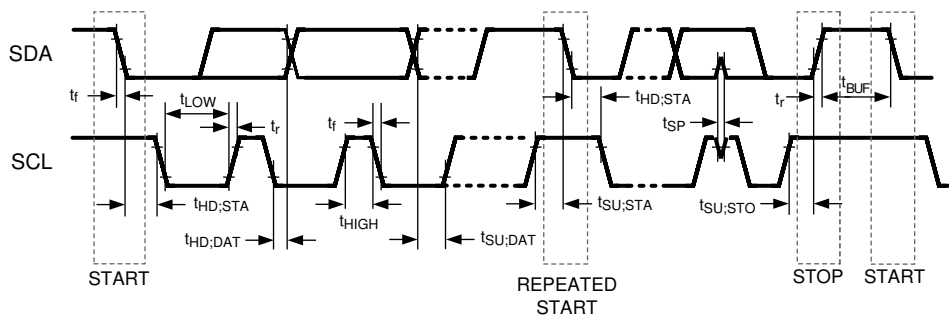 SDA
t_f
t_LOW
t_r
t_f
t_HD;STA
t_SP
t_r
t_BUF
SCL
t_HD;STA
t_HD;DAT
t_HIGH
t_SU;DAT
t_SU;STA
t_SU;STO
START
REPEATED
START
STOP
START